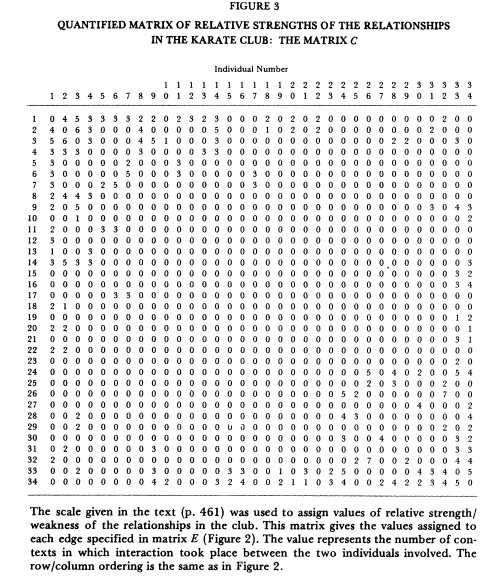 FIGURE 3
QUANTIFIED MATRIX OF RELATIVE STRENGTHS OF THE RELATIONSHIPS
IN THE KARATE CLUB: THE MATRIX C
Individual Number
1 1 1 1 1 1 1 1 1 1 2 2 2 2 2 2 2 2 2 2 3 3 3 3 3
1 2 3 4 5 6 7 8 9 0 1 2 3 4 5 6 7 8 9 0 1 2 3 4 5 6 7 8 9 0 1 2 3 4
1 0 4 5 3 3 3 3 2 2 0 2 3 2 3 0 0 0 2 0 2 0 2 0 0 0 0 0 0 0 0 0 2 0 0
2 4 0 6 3 0 0 0 4 0 0 0 0 0 5 0 0 0 1 0 2 0 2 0 0 0 0 0 0 0 0 2 0 0 0
3 5 6 0 3 0 0 0 4 5 1 0 0 0 3 0 0 0 0 0 0 0 0 0 0 0 0 0 2 2 0 0 0 3 0
4 3 3 3 0 0 0 0 3 0 0 0 0 3 3 0 0 0 0 0 0 0 0 0 0 0 0 0 0 0 0 0 0 0 0
5 3 0 0 0 0 0 2 0 0 0 3 0 0 0 0 0 0 0 0 0 0 0 0 0 0 0 0 0 0 0 0 0 0 0
6 3 0 0 0 0 0 5 0 0 0 3 0 0 0 0 0 3 0 0 0 0 0 0 0 0 0 0 0 0 0 0 0 0 0
7 3 0 0 0 2 5 0 0 0 0 0 0 0 0 0 0 3 0 0 0 0 0 0 0 0 0 0 0 0 0 0 0 0 0
8 2 4 4 3 0 0 0 0 0 0 0 0 0 0 0 0 0 0 0 0 0 0 0 0 0 0 0 0 0 0 0 0 0 0
9 2 0 5 0 0 0 0 0 0 0 0 0 0 0 0 0 0 0 0 0 0 0 0 0 0 0 0 0 0 0 3 0 4 3
10 0 0 1 0 0 0 0 0 0 0 0 0 0 0 0 0 0 0 0 0 0 0 0 0 0 0 0 0 0 0 0 0 0 2
11 2 0 0 0 3 3 0 0 0 0 0 0 0 0 0 0 0 0 0 0 0 0 0 0 0 0 0 0 0 0 0 0 0 0
12 3 0 0 0 0 0 0 0 0 0 0 0 0 0 0 0 0 0 0 0 0 0 0 0 0 0 0 0 0 0 0 0 0 0
13 1 0 0 3 0 0 0 0 0 0 0 0 0 0 0 0 0 0 0 0 0 0 0 0 0 0 0 0 0 0 0 0 0 0
14 3 5 3 3 0 0 0 0 0 0 0 0 0 0 0 0 0 0 0 0 0 0 0 0 0 0 0 0 0 0 0 0 0 3
15 0 0 0 0 0 0 0 0 0 0 0 0 0 0 0 0 0 0 0 0 0 0 0 0 0 0 0 0 0 0 0 0 3 2
16 0 0 0 0 0 0 0 0 0 0 0 0 0 0 0 0 0 0 0 0 0 0 0 0 0 0 0 0 0 0 0 0 3 4
17 0 0 0 0 0 3 3 0 0 0 0 0 0 0 0 0 0 0 0 0 0 0 0 0 0 0 0 0 0 0 0 0 0 0
18 2 1 0 0 0 0 0 0 0 0 0 0 0 0 0 0 0 0 0 0 0 0 0 0 0 0 0 0 0 0 0 0 0 0
19 0 0 0 0 0 0 0 0 0 0 0 0 0 0 0 0 0 0 0 0 0 0 0 0 0 0 0 0 0 0 0 0 1 2
20 2 2 0 0 0 0 0 0 0 0 0 0 0 0 0 0 0 0 0 0 0 0 0 0 0 0 0 0 0 0 0 0 0 1
21 0 0 0 0 0 0 0 0 0 0 0 0 0 0 0 0 0 0 0 0 0 0 0 0 0 0 0 0 0 0 0 0 3 1
22 2 2 0 0 0 0 0 0 0 0 0 0 0 0 0 0 0 0 0 0 0 0 0 0 0 0 0 0 0 0 0 0 0 0
23 0 0 0 0 0 0 0 0 0 0 0 0 0 0 0 0 0 0 0 0 0 0 0 0 0 0 0 0 0 0 0 0 2 0
24 0 0 0 0 0 0 0 0 0 0 0 0 0 0 0 0 0 0 0 0 0 0 0 0 0 5 0 4 0 2 0 0 5 4
25 0 0 0 0 0 0 0 0 0 0 0 0 0 0 0 0 0 0 0 0 0 0 0 0 0 2 0 3 0 0 0 2 0 0
26 0 0 0 0 0 0 0 0 0 0 0 0 0 0 0 0 0 0 0 0 0 0 0 5 2 0 0 0 0 0 0 7 0 0
27 0 0 0 0 0 0 0 0 0 0 0 0 0 0 0 0 0 0 0 0 0 0 0 0 0 0 0 0 0 4 0 0 0 2
28 0 0 2 0 0 0 0 0 0 0 0 0 0 0 0 0 0 0 0 0 0 0 0 4 3 0 0 0 0 0 0 0 0 4
29 0 0 2 0 0 0 0 0 0 0 0 0 0 0 0 0 0 0 0 0 0 0 0 0 0 0 0 0 0 0 0 2 0 2
30 0 0 0 0 0 0 0 0 0 0 0 0 0 0 0 0 0 0 0 0 0 0 0 3 0 0 4 0 0 0 0 0 3 2
31 0 2 0 0 0 0 0 0 3 0 0 0 0 0 0 0 0 0 0 0 0 0 0 0 0 0 0 0 0 0 0 0 3 3
32 2 0 0 0 0 0 0 0 0 0 0 0 0 0 0 0 0 0 0 0 0 0 0 0 2 7 0 0 2 0 0 0 4 4
33 0 0 2 0 0 0 0 0 3 0 0 0 0 0 3 3 0 0 1 0 3 0 2 5 0 0 0 0 0 4 3 4 0 5
34 0 0 0 0 0 0 0 0 4 2 0 0 0 3 2 4 0 0 2 1 1 0 3 4 0 0 2 4 2 2 3 4 5 0
The scale given in the text (p. 461) was used to assign values of relative strength/
weakness of the relationships in the club. This matrix gives the values assigned to
each edge specified in matrix E (Figure 2). The value represents the number of con-
texts in which interaction took place between the two individuals involved. The
row/column ordering is the same as in Figure 2.